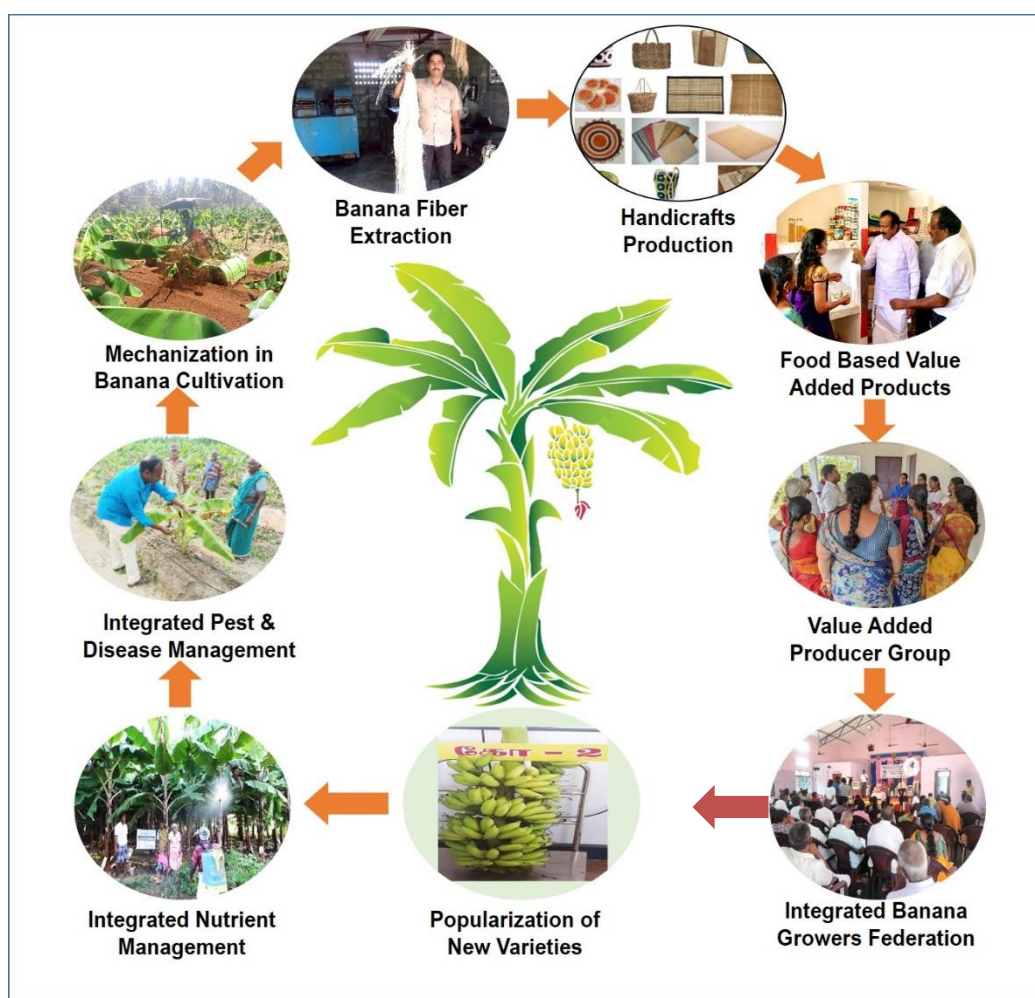 Banana Fiber
Extraction
Handicrafts
Production
Mechanization in
Banana Cultivation
Food Based Value
Added Products
Integrated Pest &
Disease Management
Value Added
Producer Group
கோ - 2
Integrated Nutrient
Management
Popularization of
New Varieties
Integrated Banana
Growers Federation